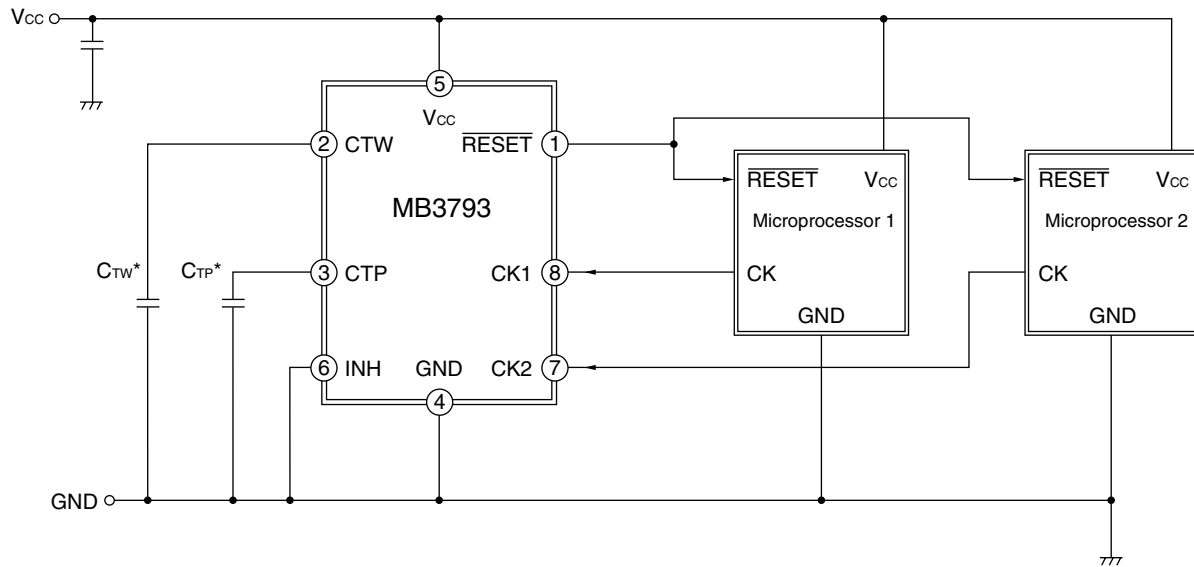 VCC
5
VCC
2 CTW
RESET 1
MB3793
RESET VCC
Microprocessor 1
CK
GND
RESET VCC
Microprocessor 2
CK
GND
CTW*
CTP*
3 CTP
CK1 8
6 INH
GND
CK2 7
4
GND